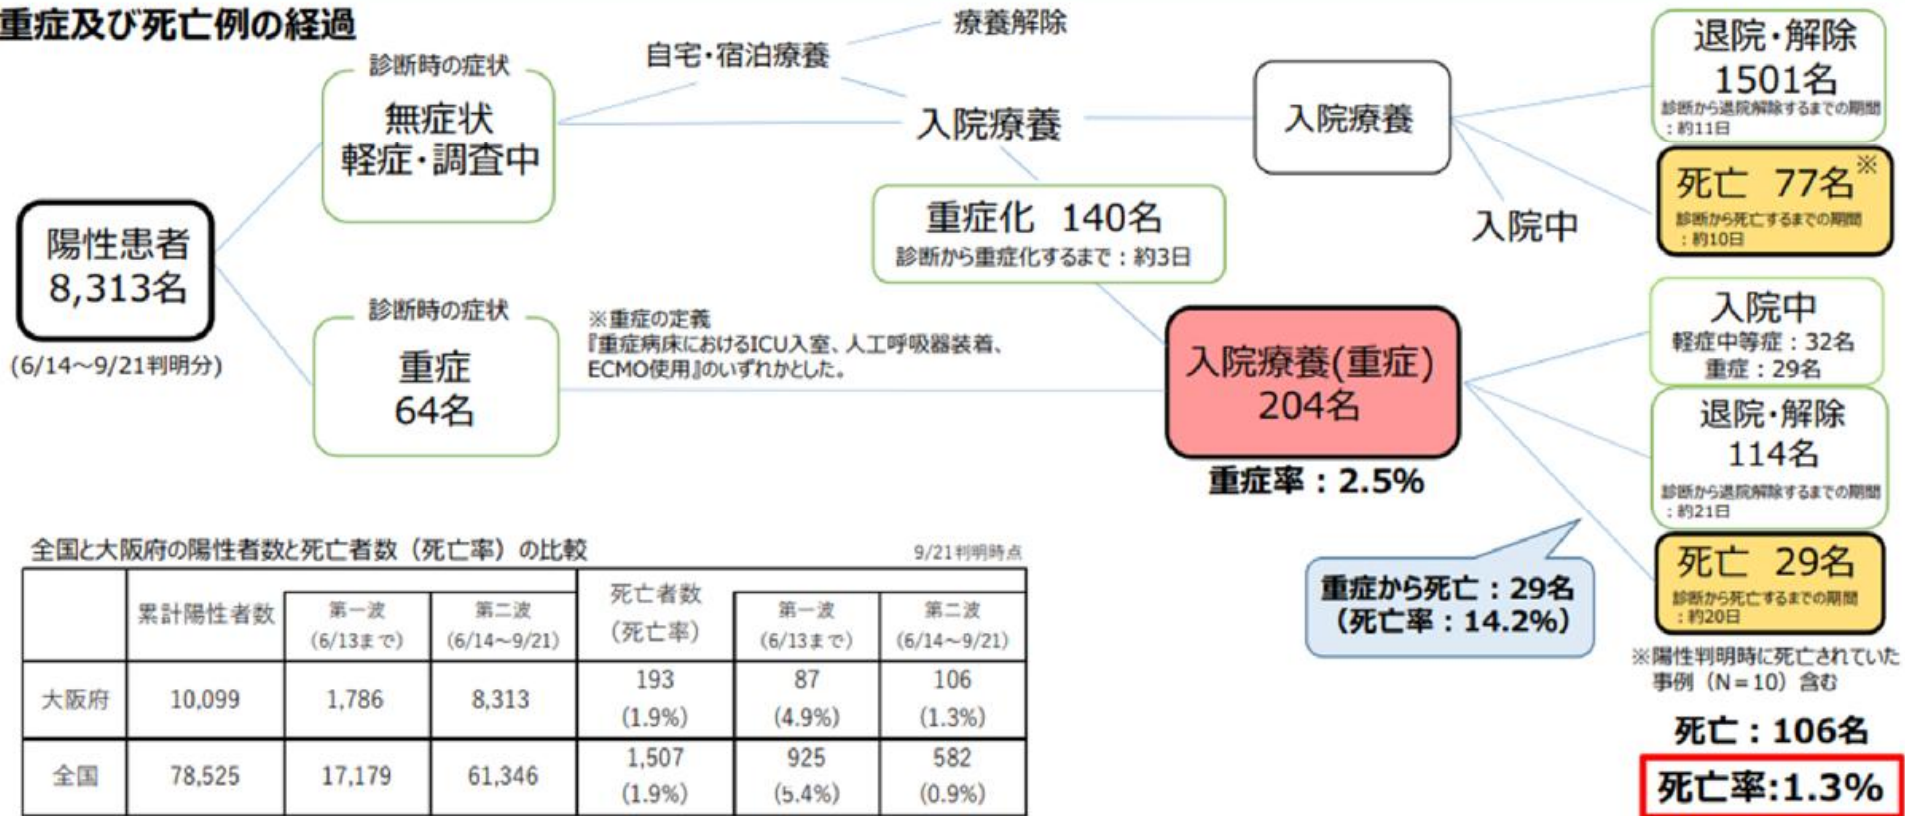 重症及び死亡例の経過
陽性患者
8,313名
(6/14～9/21判明分)
診断時の症状
無症状
軽症・調査中
診断時の症状
重症
64名
自宅・宿泊療養
療養解除
入院療養
重症化 140名
診断から重症化するまで：約3日
※重症の定義
『重症病床におけるICU入室、人工呼吸器装着、
ECMO使用』のいずれかとした。
入院療養
入院療養(重症)
204名
重症率：2.5%
退院・解除
1501名
診断から退院解除するまでの期間
：約11日
死亡 77名※
診断から死亡するまでの期間
：約10日
入院中
入院中
軽症中等症：32名
重症：29名
退院・解除
114名
診断から退院解除するまでの期間
：約21日
死亡 29名
診断から死亡するまでの期間
：約20日
重症から死亡：29名
（死亡率：14.2%）
※陽性判明時に死亡されていた
事例（N＝10）含む
死亡：106名
死亡率:1.3%
全国と大阪府の陽性者数と死亡者数（死亡率）の比較
9/21判明時点
累計陽性者数 第一波 第二波 死亡者数 第一波 第二波
(6/13まで) (6/14～9/21) （死亡率） (6/13まで) (6/14～9/21)
大阪府 10,099 1,786 8,313 193 87 106
(1.9%) (4.9%) (1.3%)
全国 78,525 17,179 61,346 1,507 925 582
(1.9%) (5.4%) (0.9%)